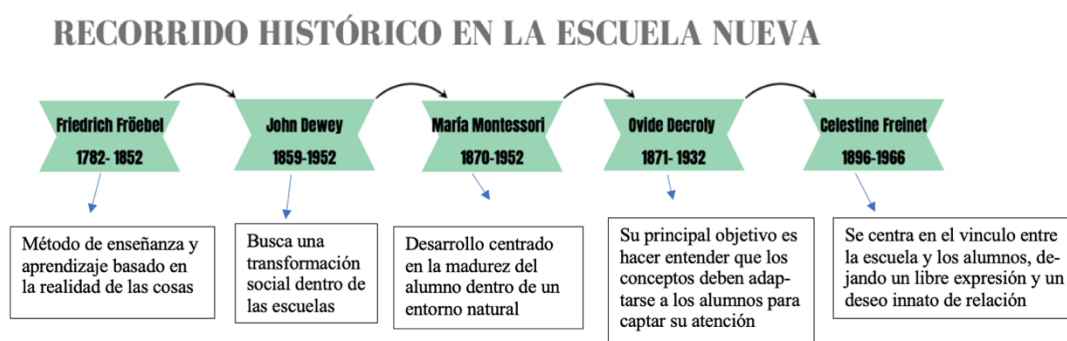 RECORRIDO HISTÓRICO EN LA ESCUELA NUEVA
Friedrich Fröebel
1782- 1852
John Dewey
1859-1952
María Montessori
1870-1952
Ovide Decroly
1871- 1932
Celestine Freinet
1896-1966
Método de enseñanza y
aprendizaje basado en
la realidad de las cosas
Busca una
transformación
social dentro de
las escuelas
Desarrollo centrado
en la madurez del
alumno dentro de un
entorno natural
Su principal objetivo es
hacer entender que los
conceptos deben adap-
tarse a los alumnos para
captar su atención
Se centra en el vinculo entre
la escuela y los alumnos, de-
jando un libre expresión y un
deseo innato de relación